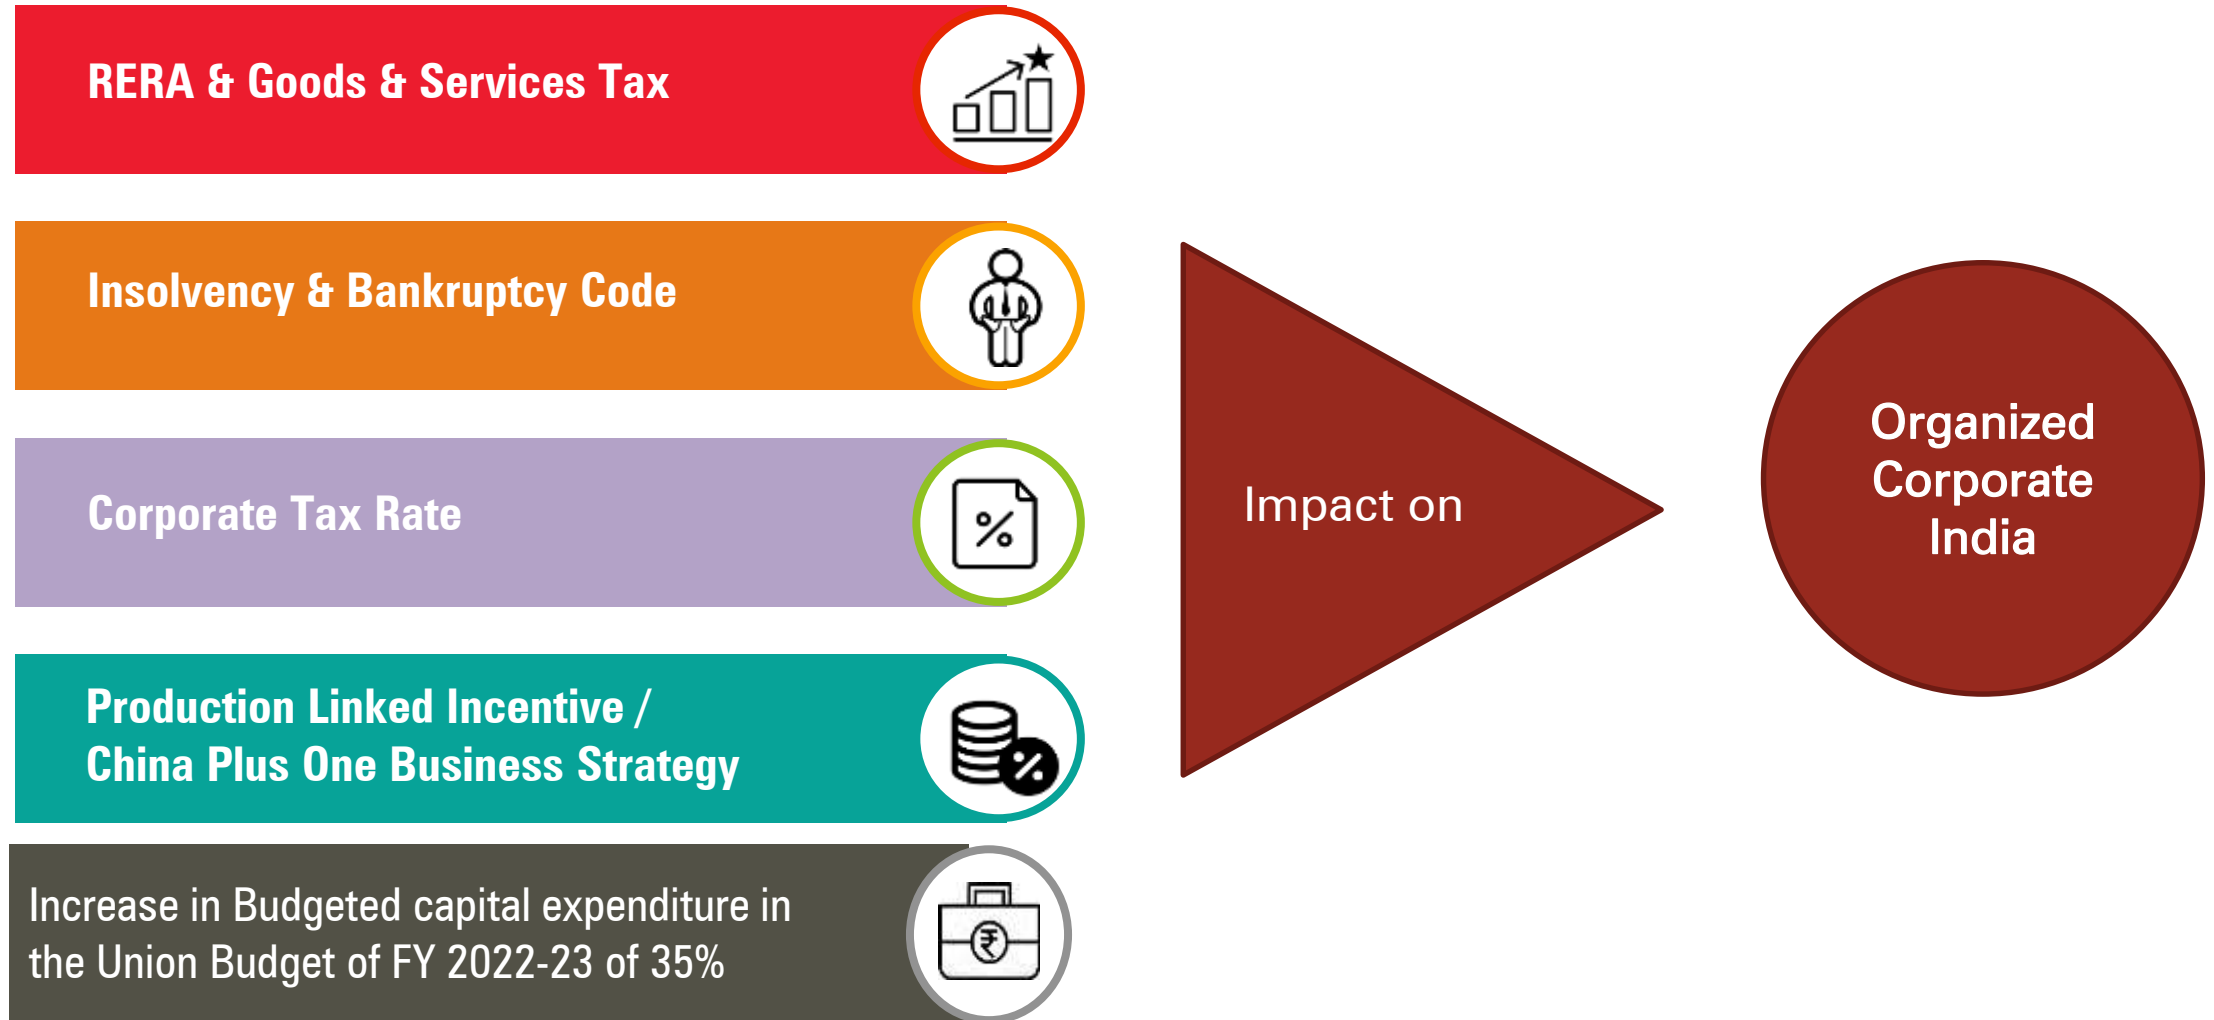 RERA & Goods & Services Tax
Insolvency & Bankruptcy Code
Corporate Tax Rate
Production Linked Incentive /
China Plus One Business Strategy
Increase in Budgeted capital expenditure in
the Union Budget of FY 2022-23 of 35%
Impact on
Organized
Corporate
India